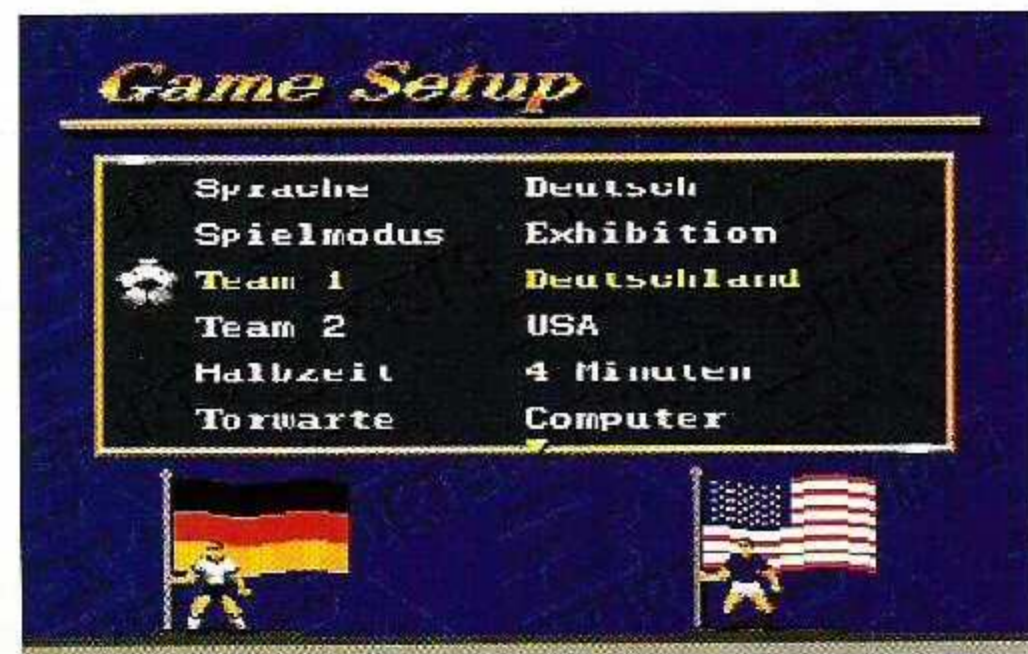 Game Setup
Sprache Deutsch
Spielmodus Exhibition
Team 1 Deutschland
Team 2 USA
Halbzeit 4 Minuten
Torwarte Computer